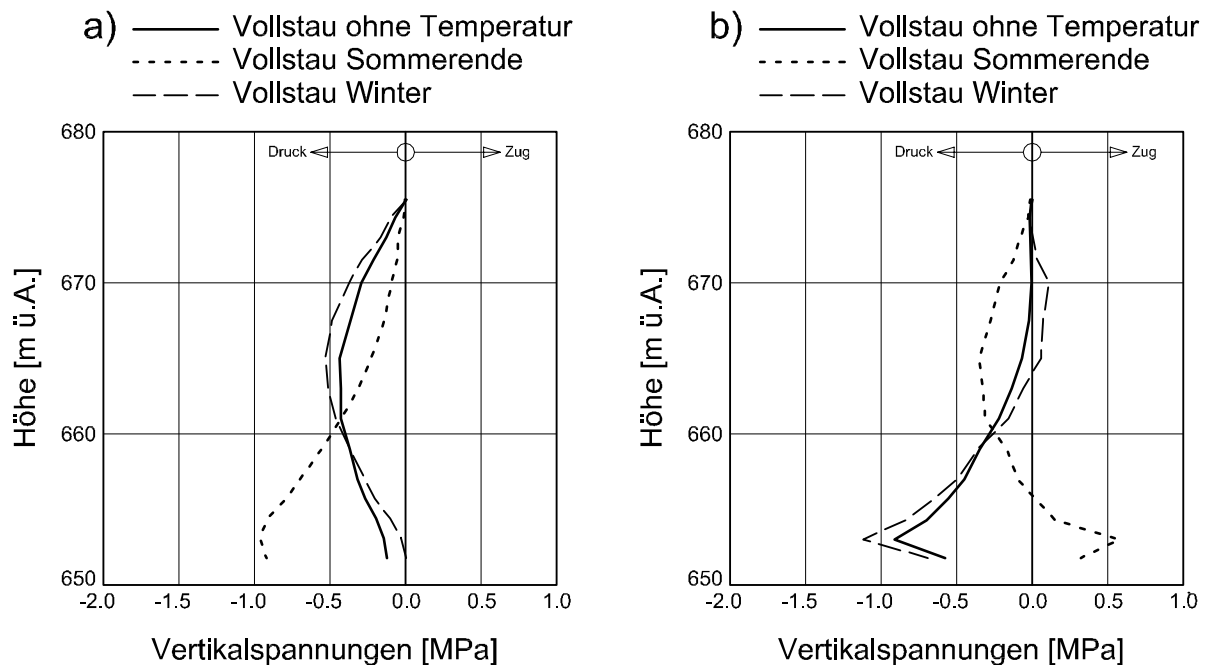 a) Vollstau ohne Temperatur
Vollstau Sommerende
Vollstau Winter
680
670
660
650
Höhe [m ü.A.]
Druck Zug
-2.0 -1.5 -1.0 -0.5 0.0 0.5 1.0
Vertikalspannungen [MPa]
b) Vollstau ohne Temperatur
Vollstau Sommerende
Vollstau Winter
680
670
660
650
Höhe [m ü.A.]
Druck Zug
-2.0 -1.5 -1.0 -0.5 0.0 0.5 1.0
Vertikalspannungen [MPa]